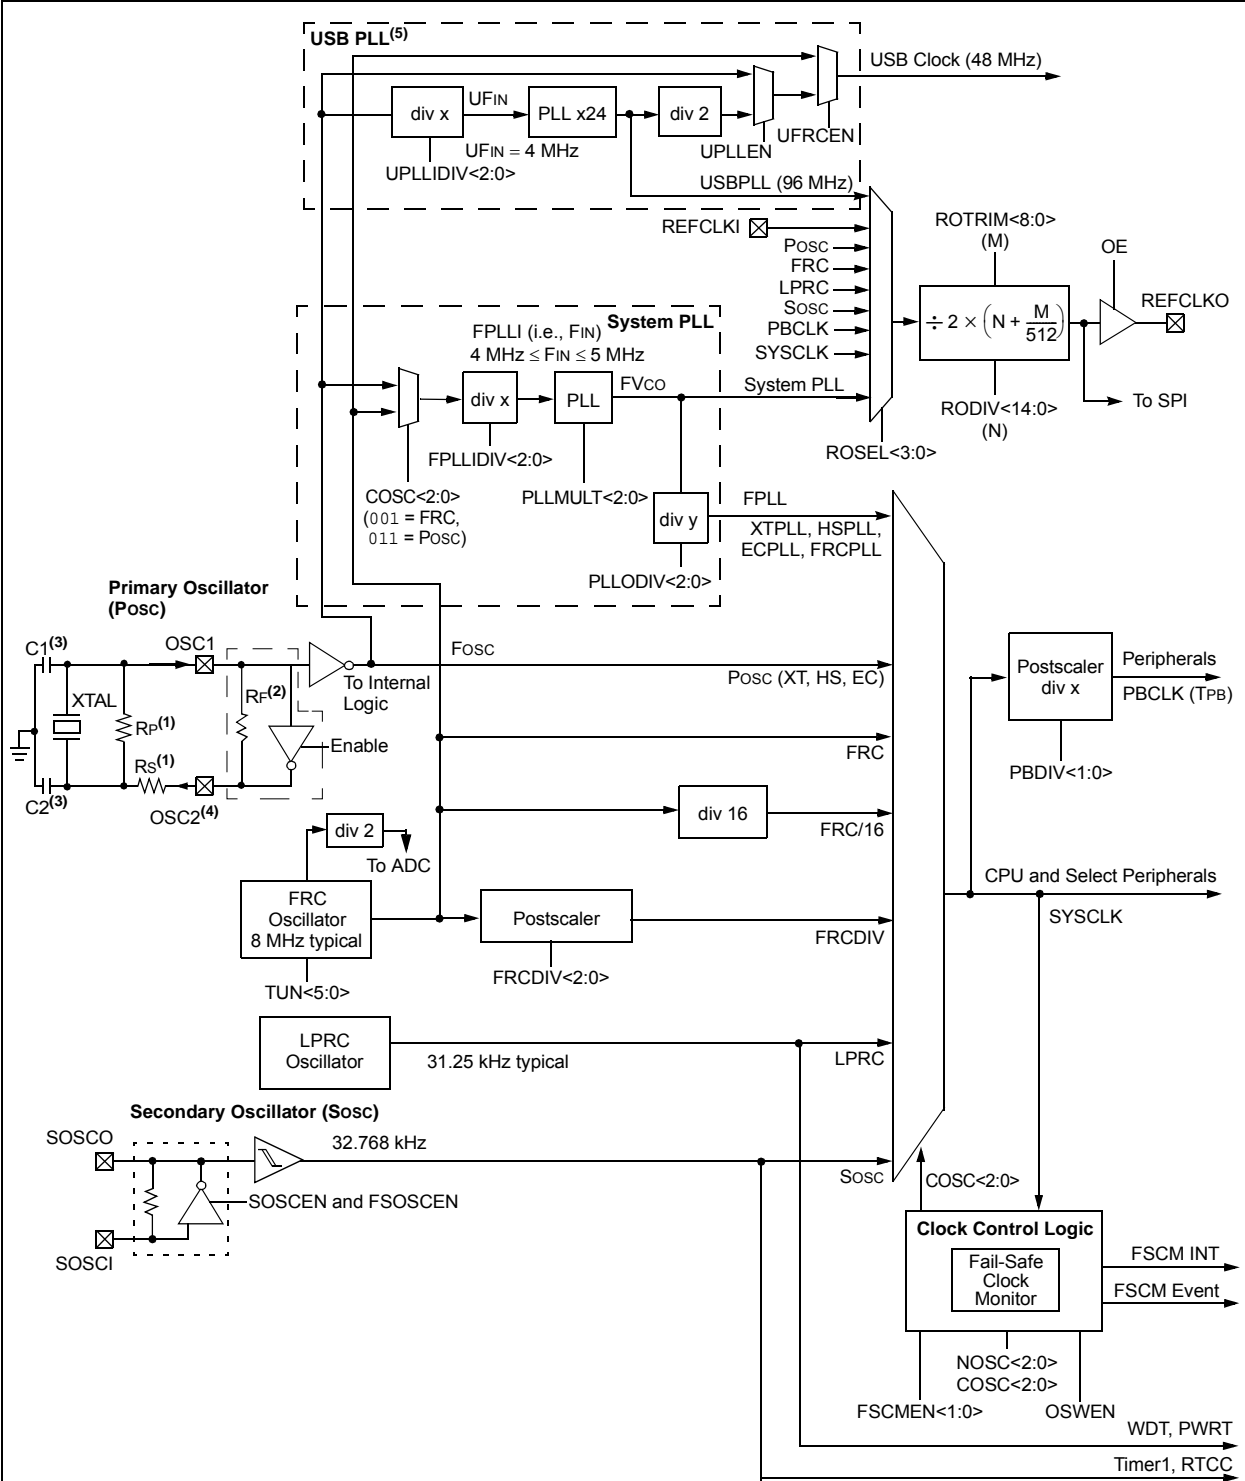 USB PLL(5)
USB Clock (48 MHz)
UFIN
div x
PLL x24
div 2
UFRCEN
UFIN = 4 MHz
UPLLEN
UPLLIDIV<2:0>
USBPLL (96 MHz)
REFCLKI
POSC
FRC
LPRC
SOSC
PBCLK
SYSCLK
System PLL
ROTRIM<8:0>
(M)
OE
REFCLKO
÷ 2 × (N + M/512)
To SPI
RODIV<14:0>
(N)
ROSEL<3:0>
System PLL
FPLLI (i.e., FIN)
4 MHz ≤ FIN ≤ 5 MHz
FVCO
div x
PLL
FPLLIDIV<2:0>
COSC<2:0>
(001 = FRC,
011 = POSC)
PLLMULT<2:0>
div y
FPLL
XTPLL, HSPLL,
ECPLL, FRCPLL
PLLODIV<2:0>
Primary Oscillator
(POSC)
C1(3)
OSC1
FOSC
XTAL
RF(2)
To Internal
Logic
POSC (XT, HS, EC)
RP(1)
Enable
RS(1)
C2(3)
OSC2(4)
FRC
Postscaler
div x
Peripherals
PBCLK (TPB)
PBDIV<1:0>
div 2
To ADC
div 16
FRC/16
FRC
Oscillator
8 MHz typical
TUN<5:0>
Postscaler
FRCDIV
FRCDIV<2:0>
CPU and Select Peripherals
SYSCLK
LPRC
Oscillator
31.25 kHz typical
LPRC
Secondary Oscillator (SOSC)
SOSCO
32.768 kHz
SOSCEN and FSOSCEN
SOSCI
SOSC
COSC<2:0>
Clock Control Logic
Fail-Safe
Clock
Monitor
FSCM INT
FSCM Event
NOSC<2:0>
COSC<2:0>
FSCMEN<1:0>
OSWEN
WDT, PWRT
Timer1, RTCC